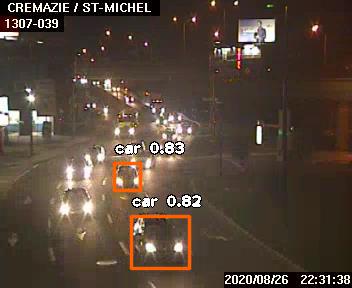 CREMAZIE / ST-MICHEL
1307-039
car 0.83
car 0.82
2020/08/26 22:31:38